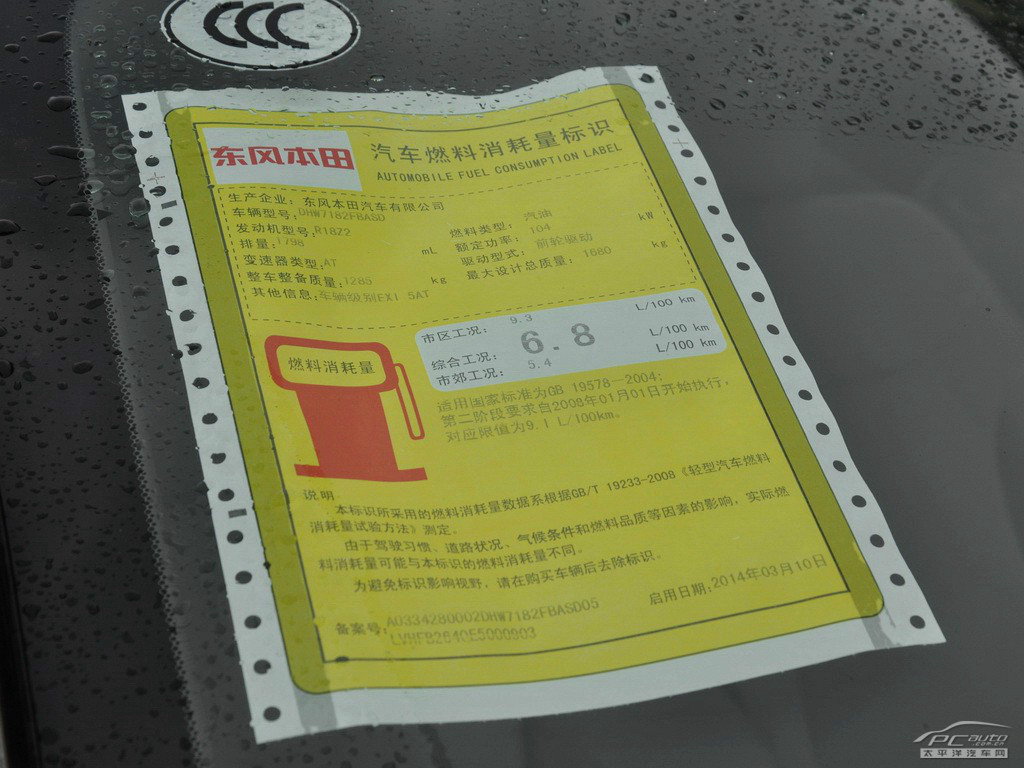 CCC
东风本田
汽车燃料消耗量标识
AUTOMOBILE FUEL CONSUMPTION LABEL
生产企业: 东风本田汽车有限公司
车辆型号: DHW7182FBASD
发动机型号: R18Z2 燃料类型: 汽油
排量: 1798 mL 额定功率: 104 kW
变速器类型: AT 驱动型式: 前轮驱动
整车整备质量: 1285 kg 最大设计总质量: 1680 kg
其他信息: 车辆级别EXI 5AT
燃料消耗量
市区工况: 9.3 L/100 km
综合工况: 6.8 L/100 km
市郊工况: 5.4 L/100 km
适用国家标准为GB 19578-2004;
第二阶段要求自2008年01月01日开始执行,
对应限值为9.1 L/100km。
说明
本标识所采用的燃料消耗量数据系根据GB/T 19233-2008《轻型汽车燃料
消耗量试验方法》测定。
由于驾驶习惯、道路状况、气候条件和燃料品质等因素的影响,实际燃
料消耗量可能与本标识的燃料消耗量不同。
为避免标识影响视野,请在购买车辆后去除标识。
备案号: A0334280002DHW7182FBASD05
启用日期: 2014年03月10日
PCauto
.com.cn
太平洋汽车网